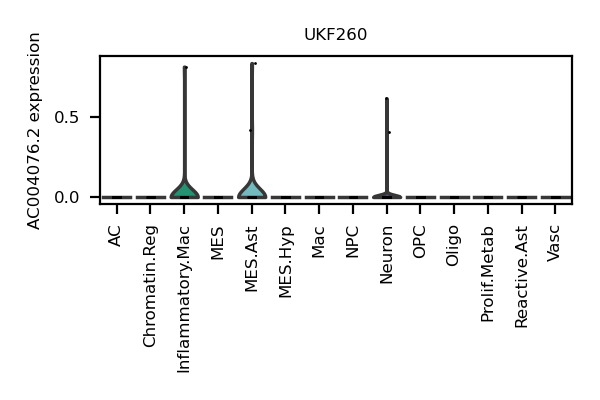 UKF260
AC004076.2 expression
0.5
0.0
AC
Chromatin.Reg
Inflammatory.Mac
MES
MES.Ast
MES.Hyp
Mac
NPC
Neuron
OPC
Oligo
Prolif.Metab
Reactive.Ast
Vasc